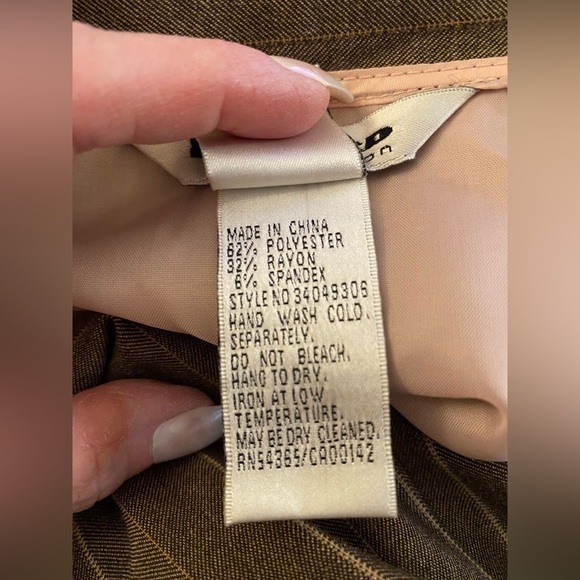 MADE IN CHINA
62% POLYESTER
32% RAYON
6% SPANDEX
STYLE NO 34049306
HAND WASH COLD.
SEPARATELY.
DO NOT BLEACH.
HANG TO DRY.
IRON AT LOW
TEMPERATURE.
MAY BE DRY CLEANED.
RN54365/CA00142